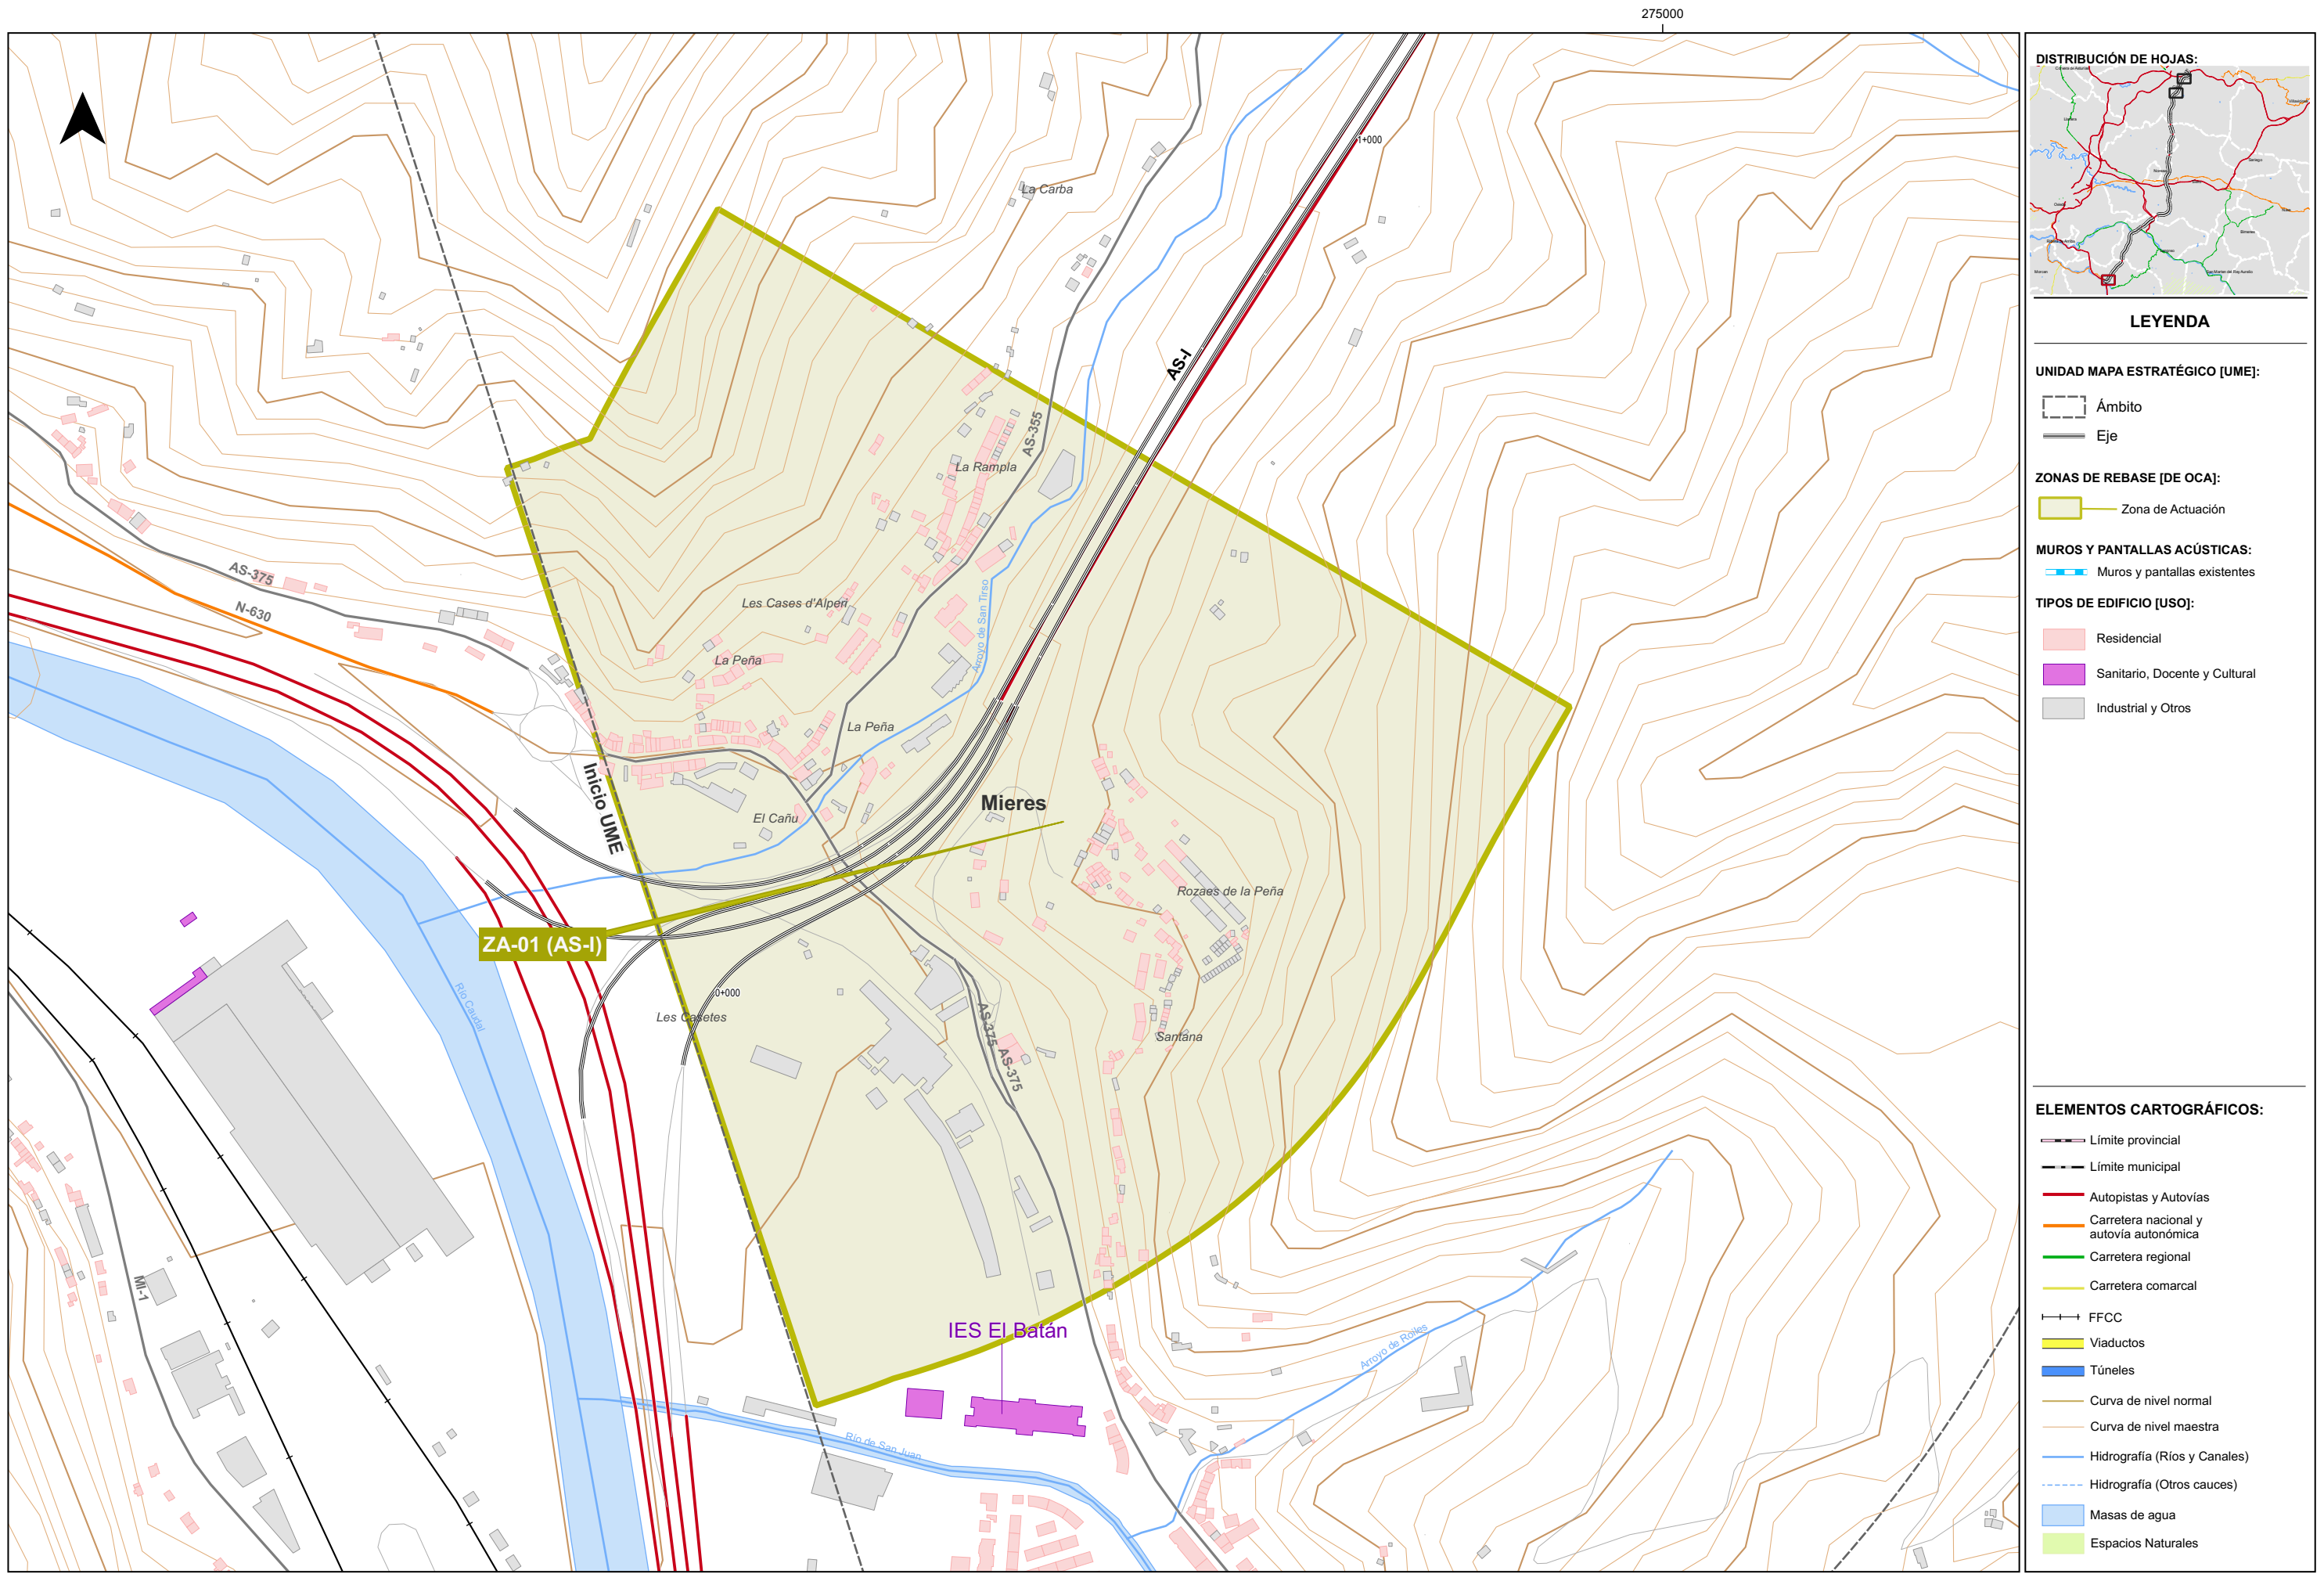 275000
1+000
La Carba
AS-I
AS-355
La Rampla
AS-375
N-630
Les Cases d'Alperi
Arroyo de San Tirso
La Peña
La Peña
Inicio UME
Mieres
El Cañu
Rozaes de la Peña
ZA-01 (AS-I)
0+000
Río Caudal
Les Casetes
AS-375
AS-375
Santana
MI-1
IES El Batán
Arroyo de Rolles
Río de San Juan
DISTRIBUCIÓN DE HOJAS:
LEYENDA
UNIDAD MAPA ESTRATÉGICO [UME]:
Ámbito
Eje
ZONAS DE REBASE [DE OCA]:
Zona de Actuación
MUROS Y PANTALLAS ACÚSTICAS:
Muros y pantallas existentes
TIPOS DE EDIFICIO [USO]:
Residencial
Sanitario, Docente y Cultural
Industrial y Otros
ELEMENTOS CARTOGRÁFICOS:
Límite provincial
Límite municipal
Autopistas y Autovías
Carretera nacional y
autovía autonómica
Carretera regional
Carretera comarcal
FFCC
Viaductos
Túneles
Curva de nivel normal
Curva de nivel maestra
Hidrografía (Ríos y Canales)
Hidrografía (Otros cauces)
Masas de agua
Espacios Naturales